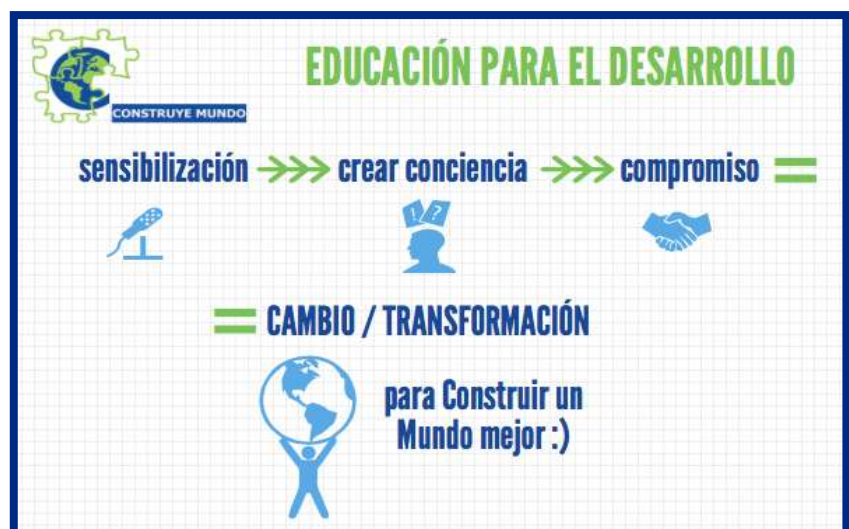 EDUCACIÓN PARA EL DESARROLLO
CONSTRUYE MUNDO
sensibilización →>>> crear conciencia →>>> compromiso =
! ?
= CAMBIO / TRANSFORMACIÓN
para Construir un
Mundo mejor :)